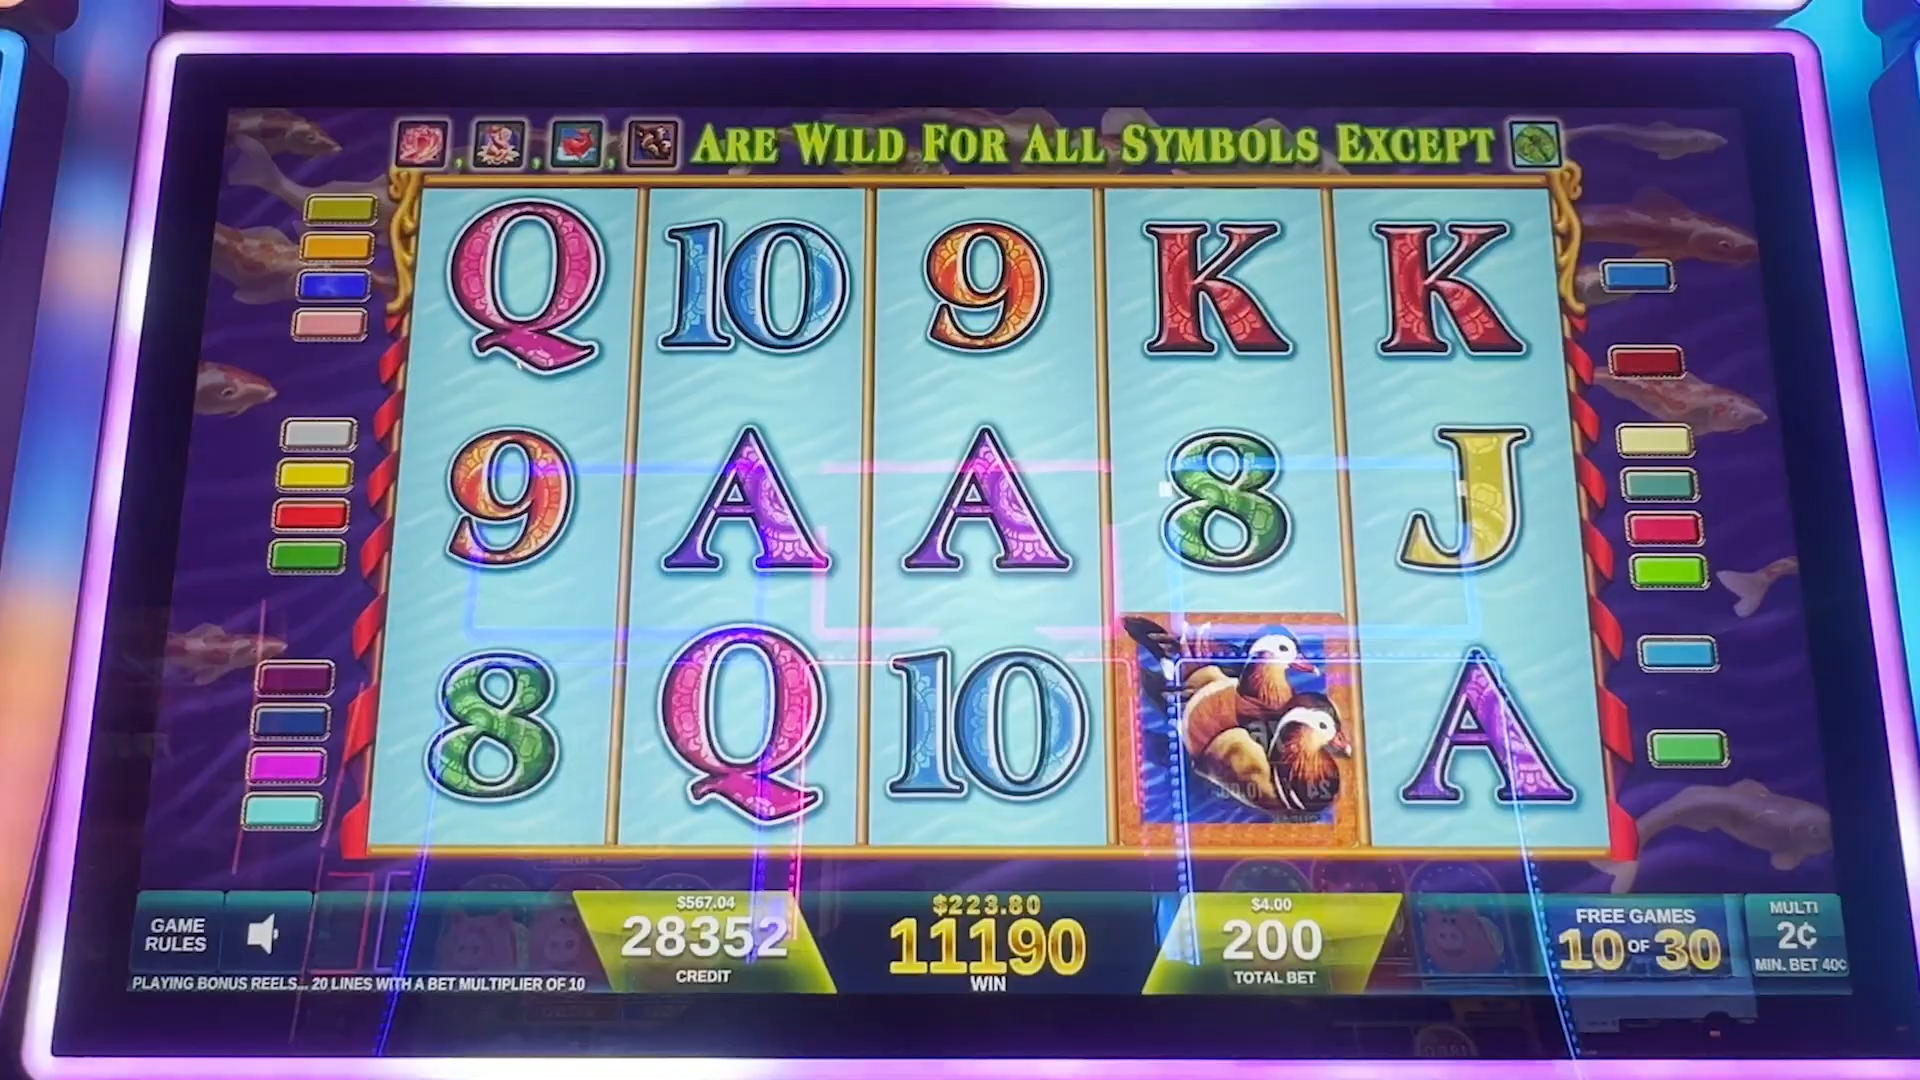 , , , ARE WILD FOR ALL SYMBOLS EXCEPT
Q 10 9 K K
9 A A 8 J
8 Q 10 A
GAME RULES
$567.04
28352
CREDIT
$223.80
11190
WIN
$4.00
200
TOTAL BET
FREE GAMES
10 OF 30
MULTI
2¢
MIN. BET 40¢
PLAYING BONUS REELS... 20 LINES WITH A BET MULTIPLIER OF 10